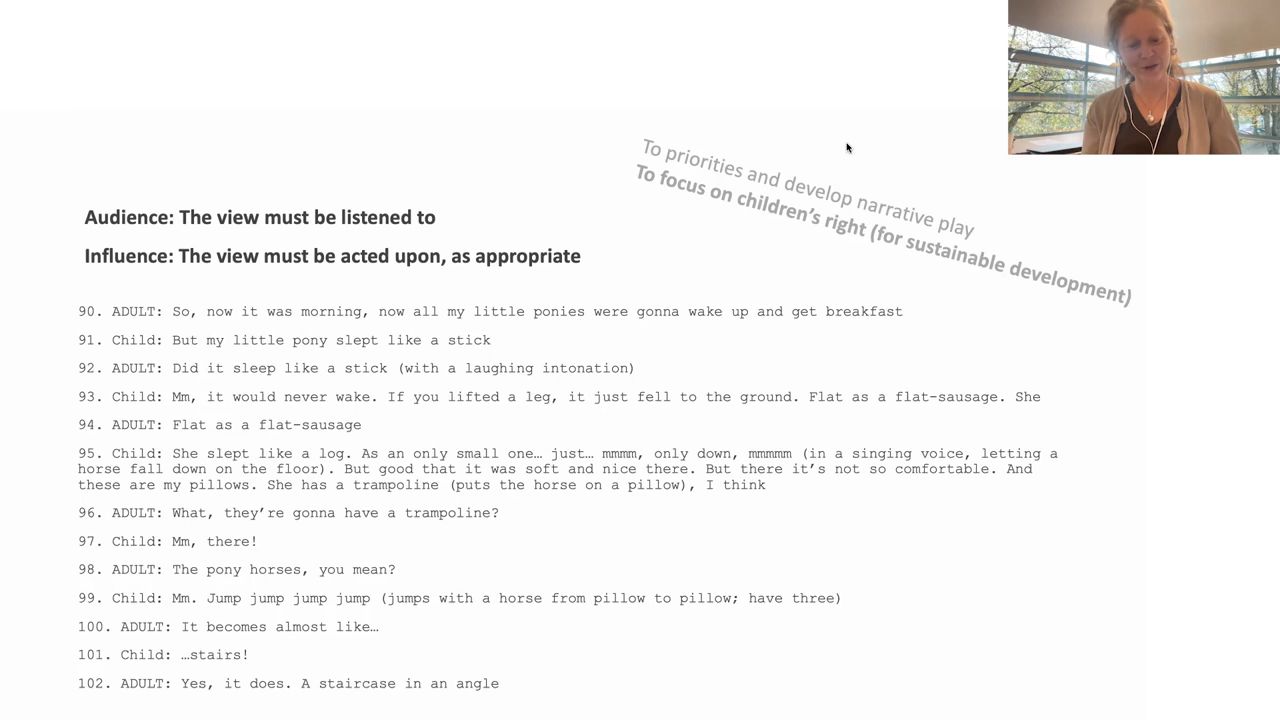 To priorities and develop narrative play
To focus on children's right (for sustainable development)
Audience: The view must be listened to
Influence: The view must be acted upon, as appropriate
90. ADULT: So, now it was morning, now all my little ponies were gonna wake up and get breakfast
91. Child: But my little pony slept like a stick
92. ADULT: Did it sleep like a stick (with a laughing intonation)
93. Child: Mm, it would never wake. If you lifted a leg, it just fell to the ground. Flat as a flat-sausage. She
94. ADULT: Flat as a flat-sausage
95. Child: She slept like a log. As an only small one… just… mmmm, only down, mmmmm (in a singing voice, letting a
horse fall down on the floor). But good that it was soft and nice there. But there it's not so comfortable. And
these are my pillows. She has a trampoline (puts the horse on a pillow), I think
96. ADULT: What, they're gonna have a trampoline?
97. Child: Mm, there!
98. ADULT: The pony horses, you mean?
99. Child: Mm. Jump jump jump jump (jumps with a horse from pillow to pillow; have three)
100. ADULT: It becomes almost like…
101. Child: …stairs!
102. ADULT: Yes, it does. A staircase in an angle